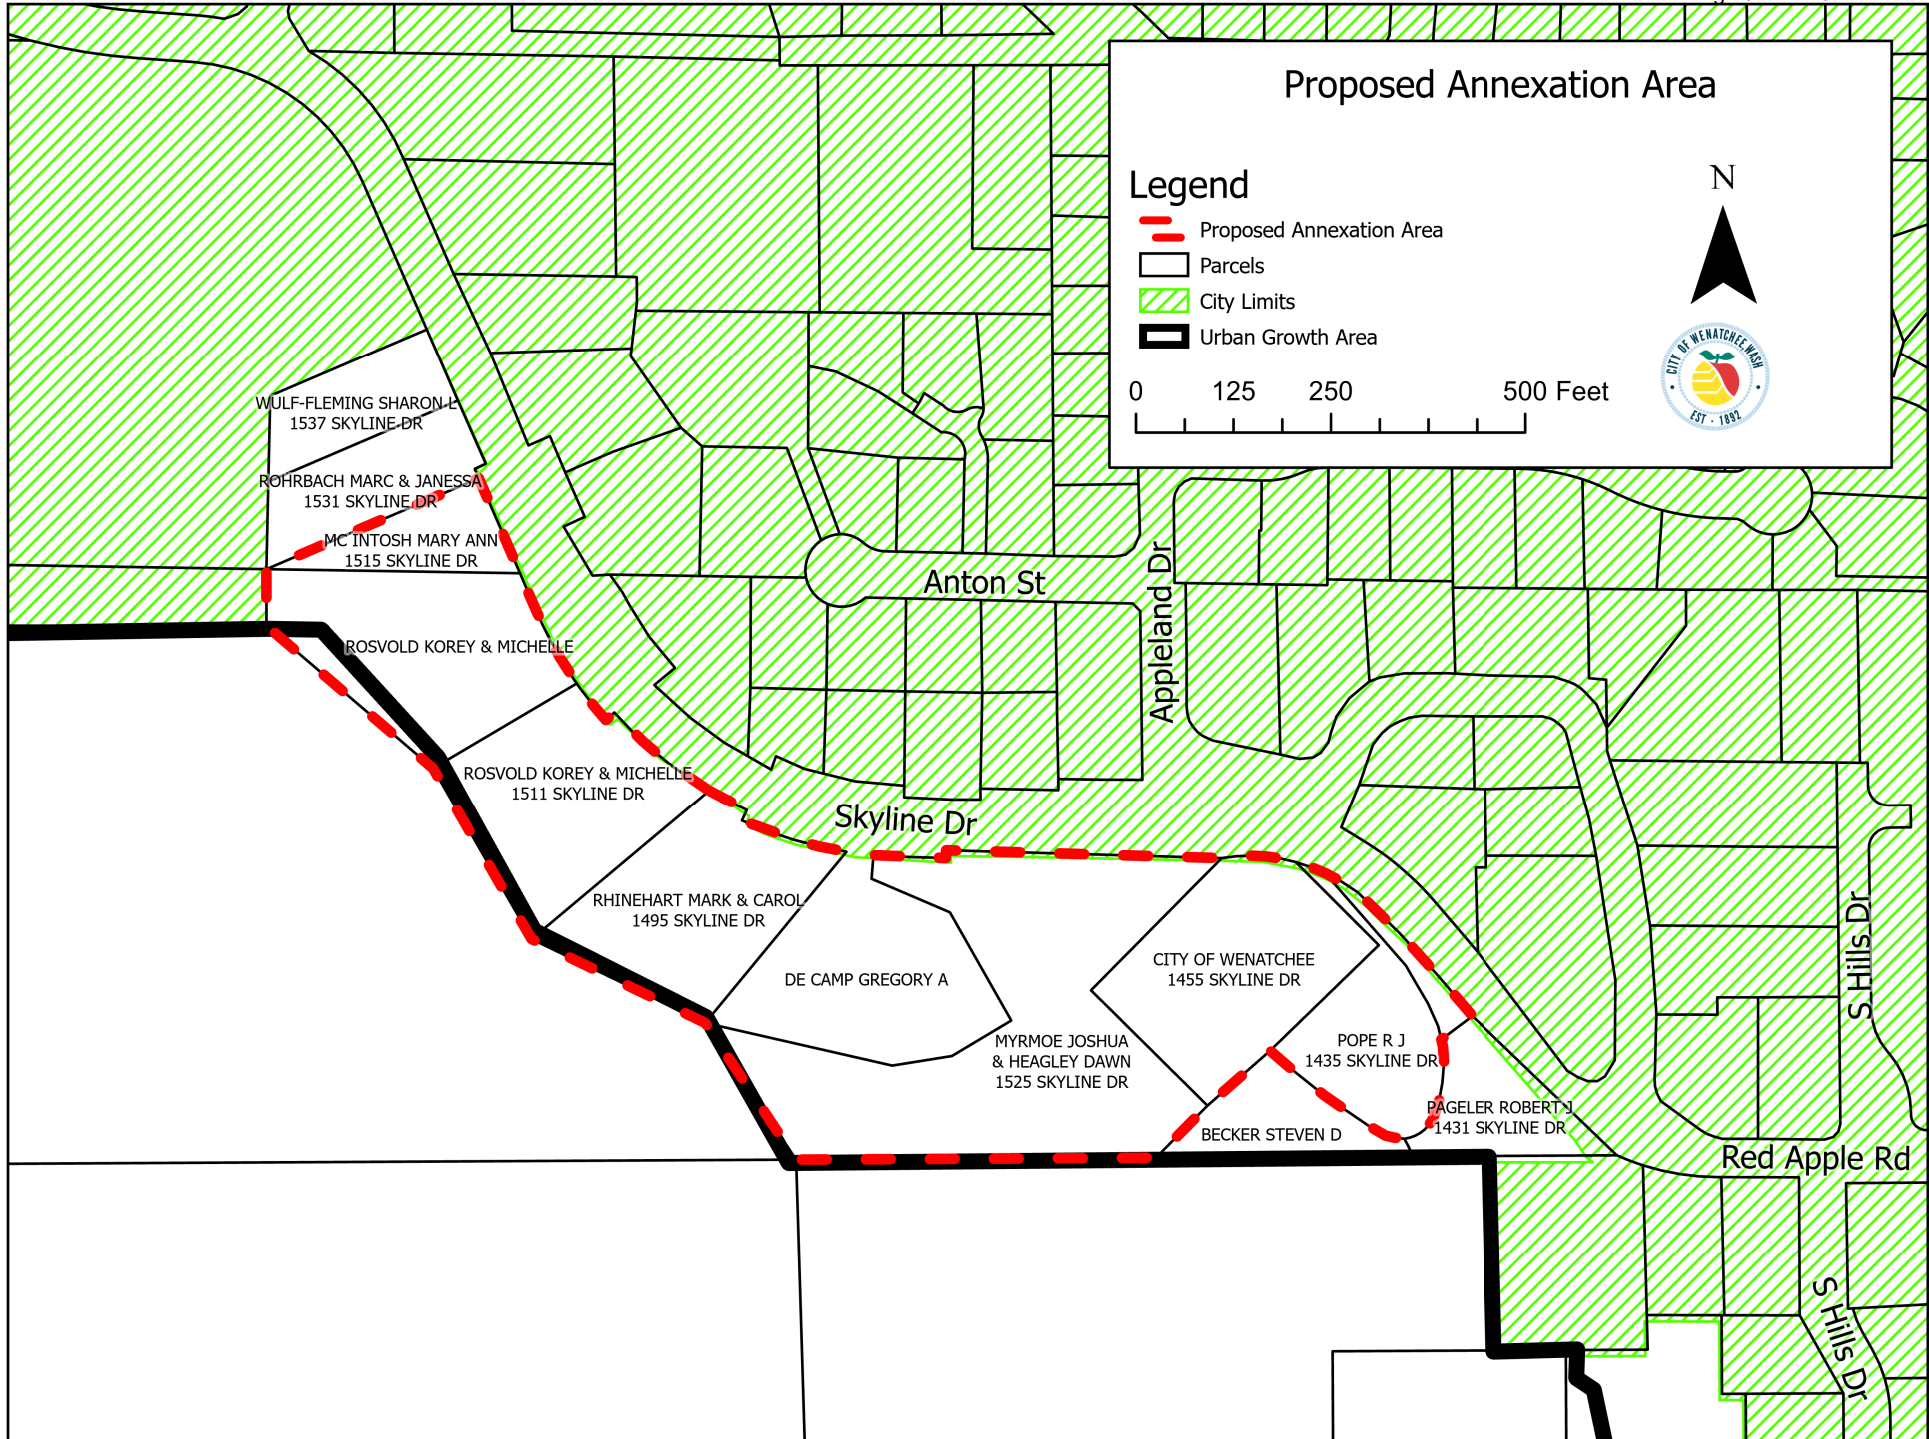 Proposed Annexation Area
Legend
N
Proposed Annexation Area
Parcels
City Limits
Urban Growth Area
0 125 250 500 Feet
CITY OF WENATCHEE, WASH
EST - 1892
WULF-FLEMING SHARON L
1537 SKYLINE DR
ROHRBACH MARC & JANESSA
1531 SKYLINE DR
MC INTOSH MARY ANN
1515 SKYLINE DR
Anton St
Appleland Dr
ROSVOLD KOREY & MICHELLE
ROSVOLD KOREY & MICHELLE
1511 SKYLINE DR
Skyline Dr
RHINEHART MARK & CAROL
1495 SKYLINE DR
DE CAMP GREGORY A
CITY OF WENATCHEE
1455 SKYLINE DR
S Hills Dr
MYRMOE JOSHUA
& HEAGLEY DAWN
1525 SKYLINE DR
POPE R J
1435 SKYLINE DR
PAGELER ROBERT J
1431 SKYLINE DR
BECKER STEVEN D
Red Apple Rd
S Hills Dr